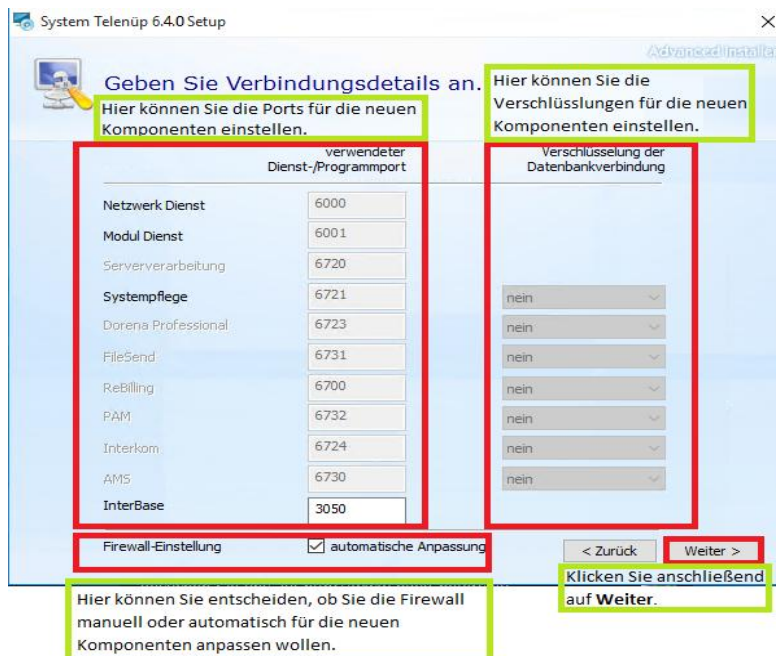 System Telenüp 6.4.0 Setup
Advanced Installer
Geben Sie Verbindungsdetails an.
Hier können Sie die Ports für die neuen
Komponenten einstellen.
Hier können Sie die
Verschlüsslungen für die neuen
Komponenten einstellen.
verwendeter
Dienst-/Programmport
Verschlüsselung der
Datenbankverbindung
Netzwerk Dienst 6000
Modul Dienst 6001
Serververarbeitung 6720
Systempflege 6721 nein
Dorena Professional 6723 nein
FileSend 6731 nein
ReBilling 6700 nein
PAM 6732 nein
Interkom 6724 nein
AMS 6730 nein
InterBase 3050
Firewall-Einstellung automatische Anpassung
< Zurück Weiter >
Klicken Sie anschließend
auf Weiter.
Hier können Sie entscheiden, ob Sie die Firewall
manuell oder automatisch für die neuen
Komponenten anpassen wollen.